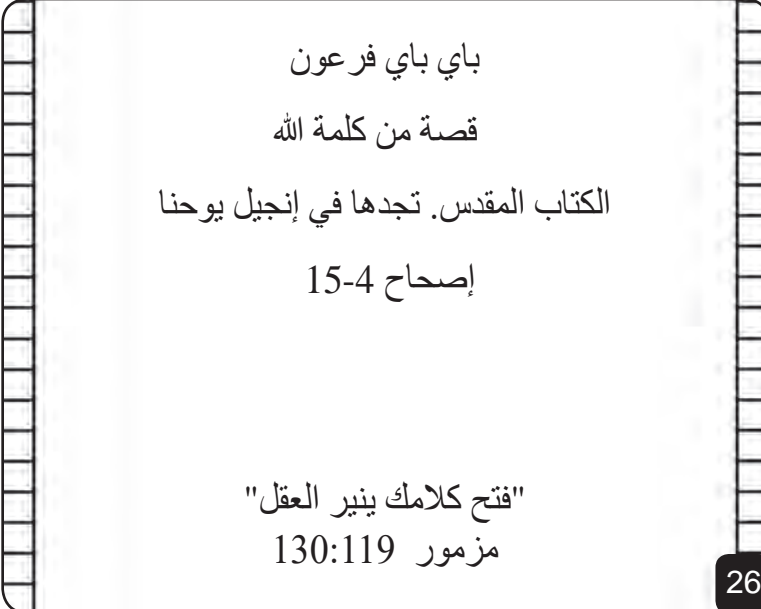 باي باي فرعون
قصة من كلمة الله
الكتاب المقدس. تجدها في إنجيل يوحنا
إصحاح 4-15
"فتح كلامك ينير العقل"
مزمور 130:119
26